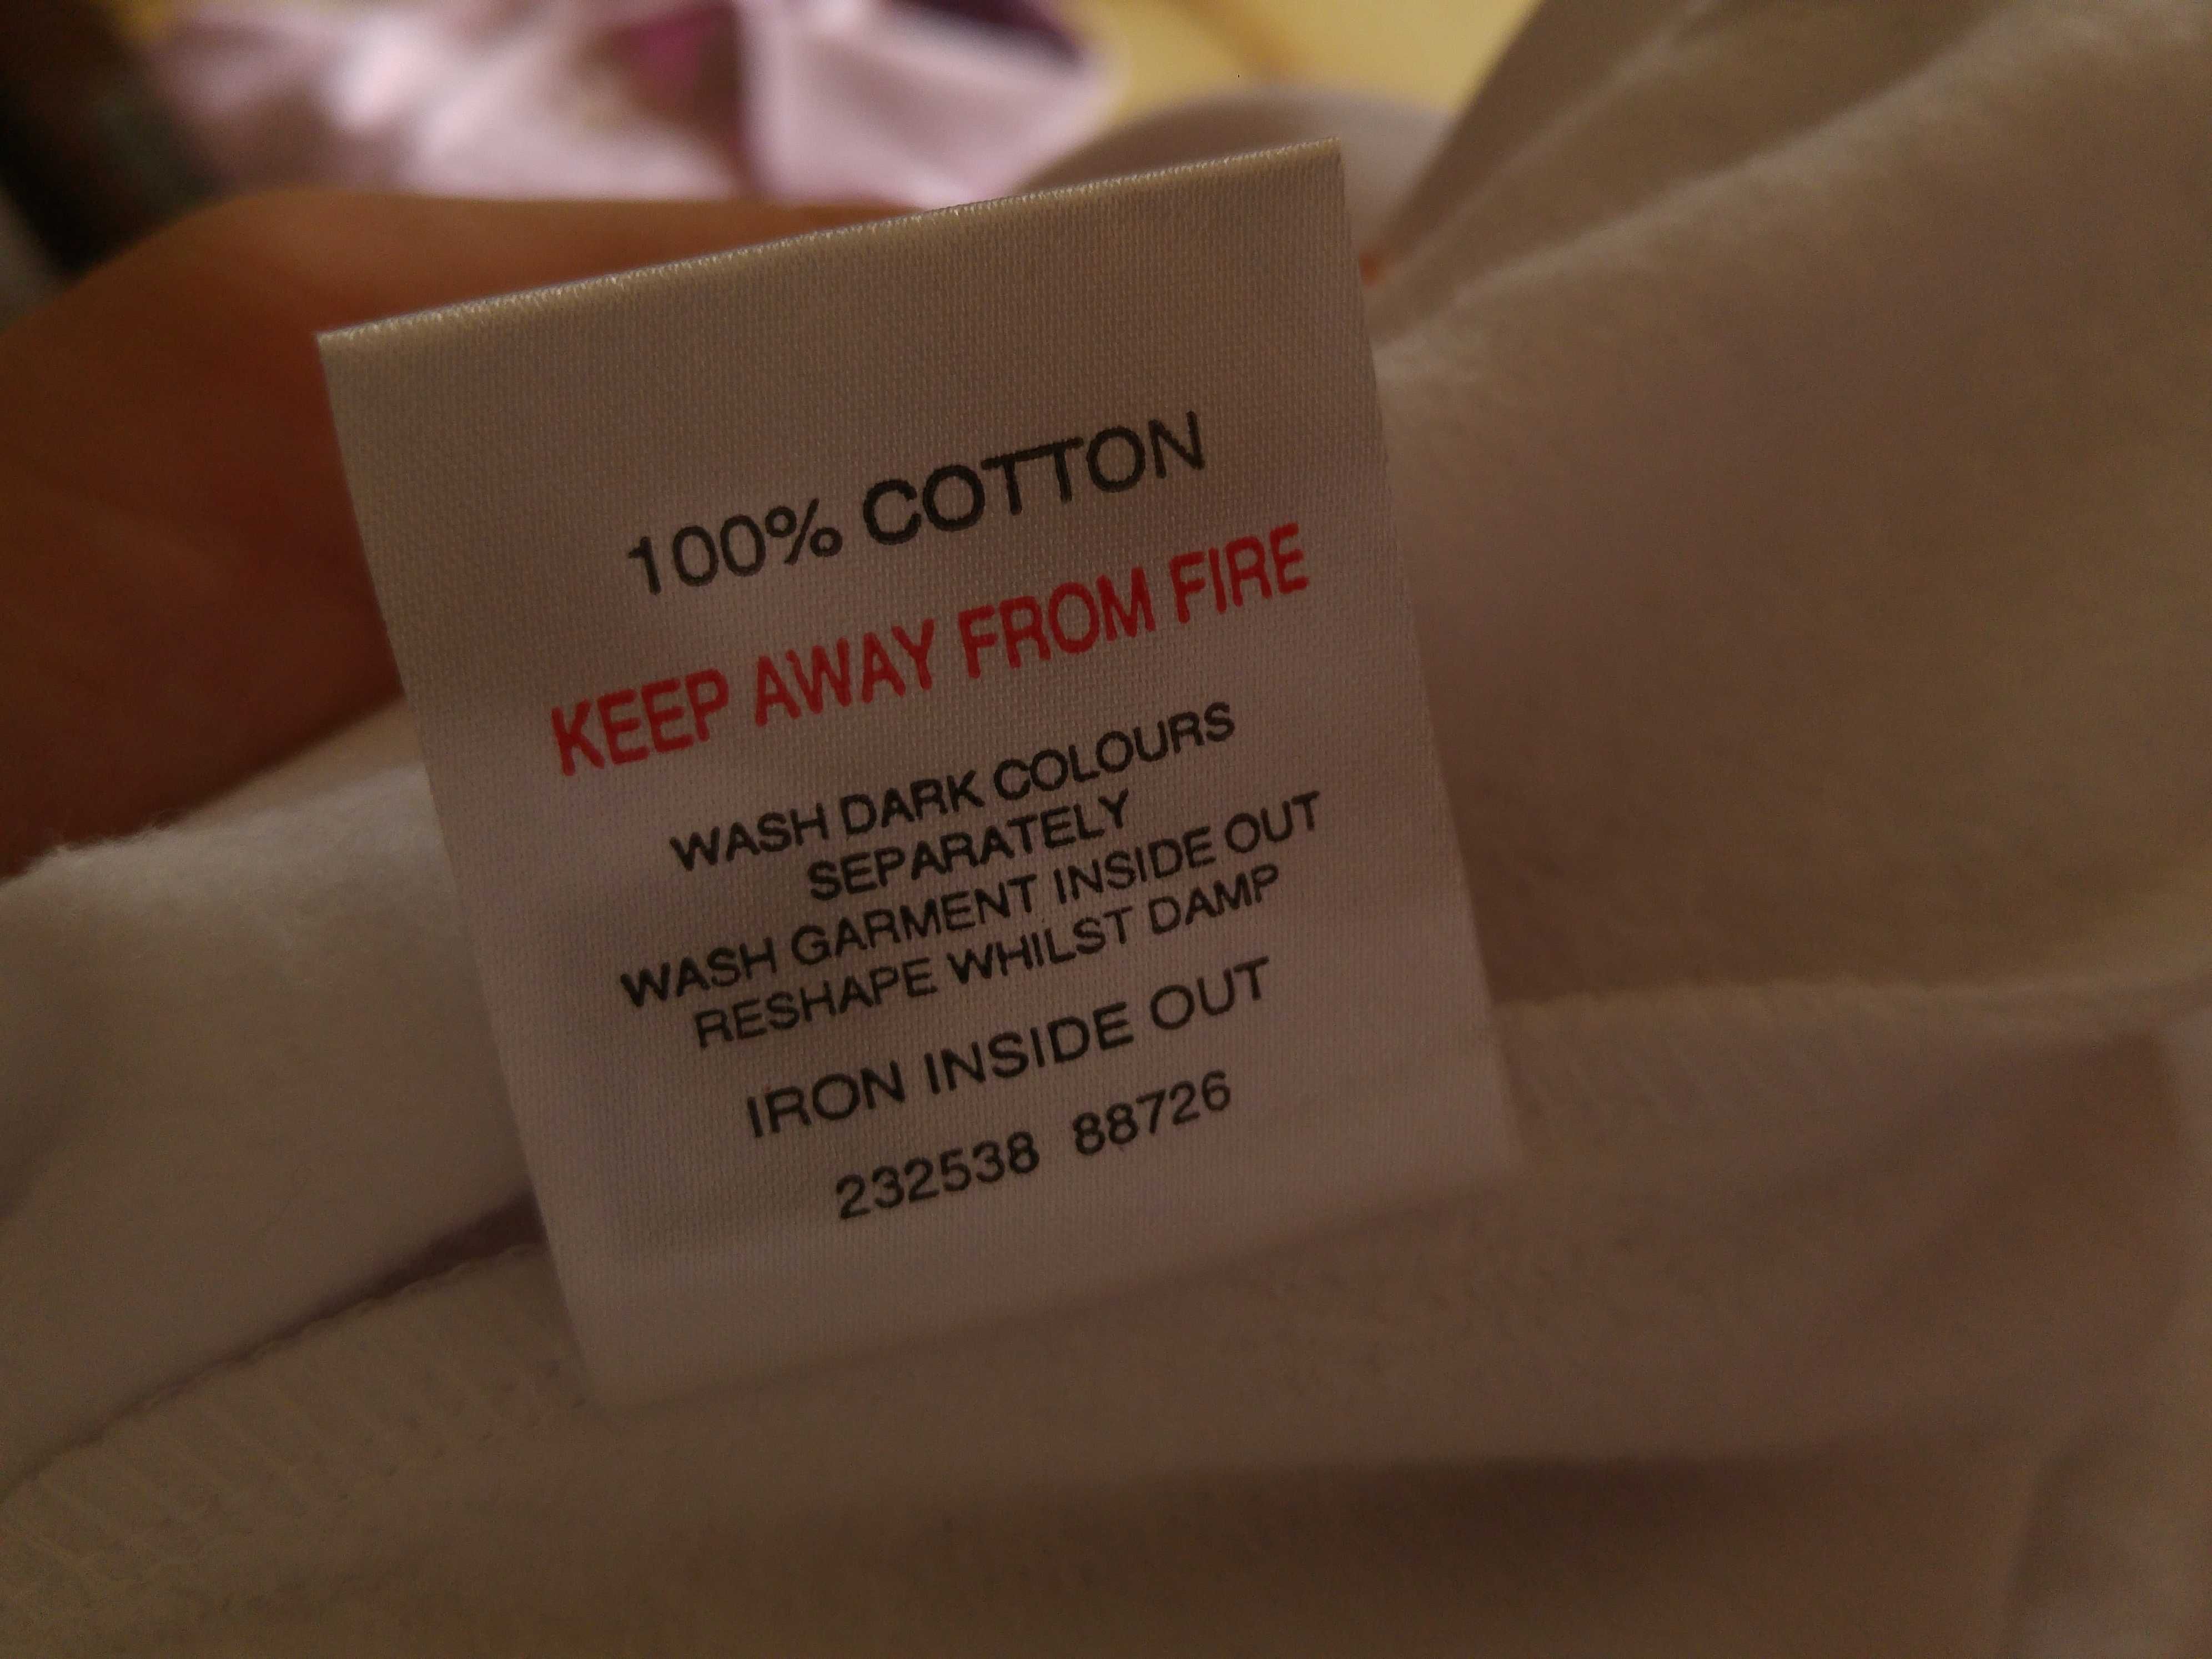 100% COTTON
KEEP AWAY FROM FIRE
WASH DARK COLOURS
SEPARATELY
WASH GARMENT INSIDE OUT
RESHAPE WHILST DAMP
IRON INSIDE OUT
232538 88726